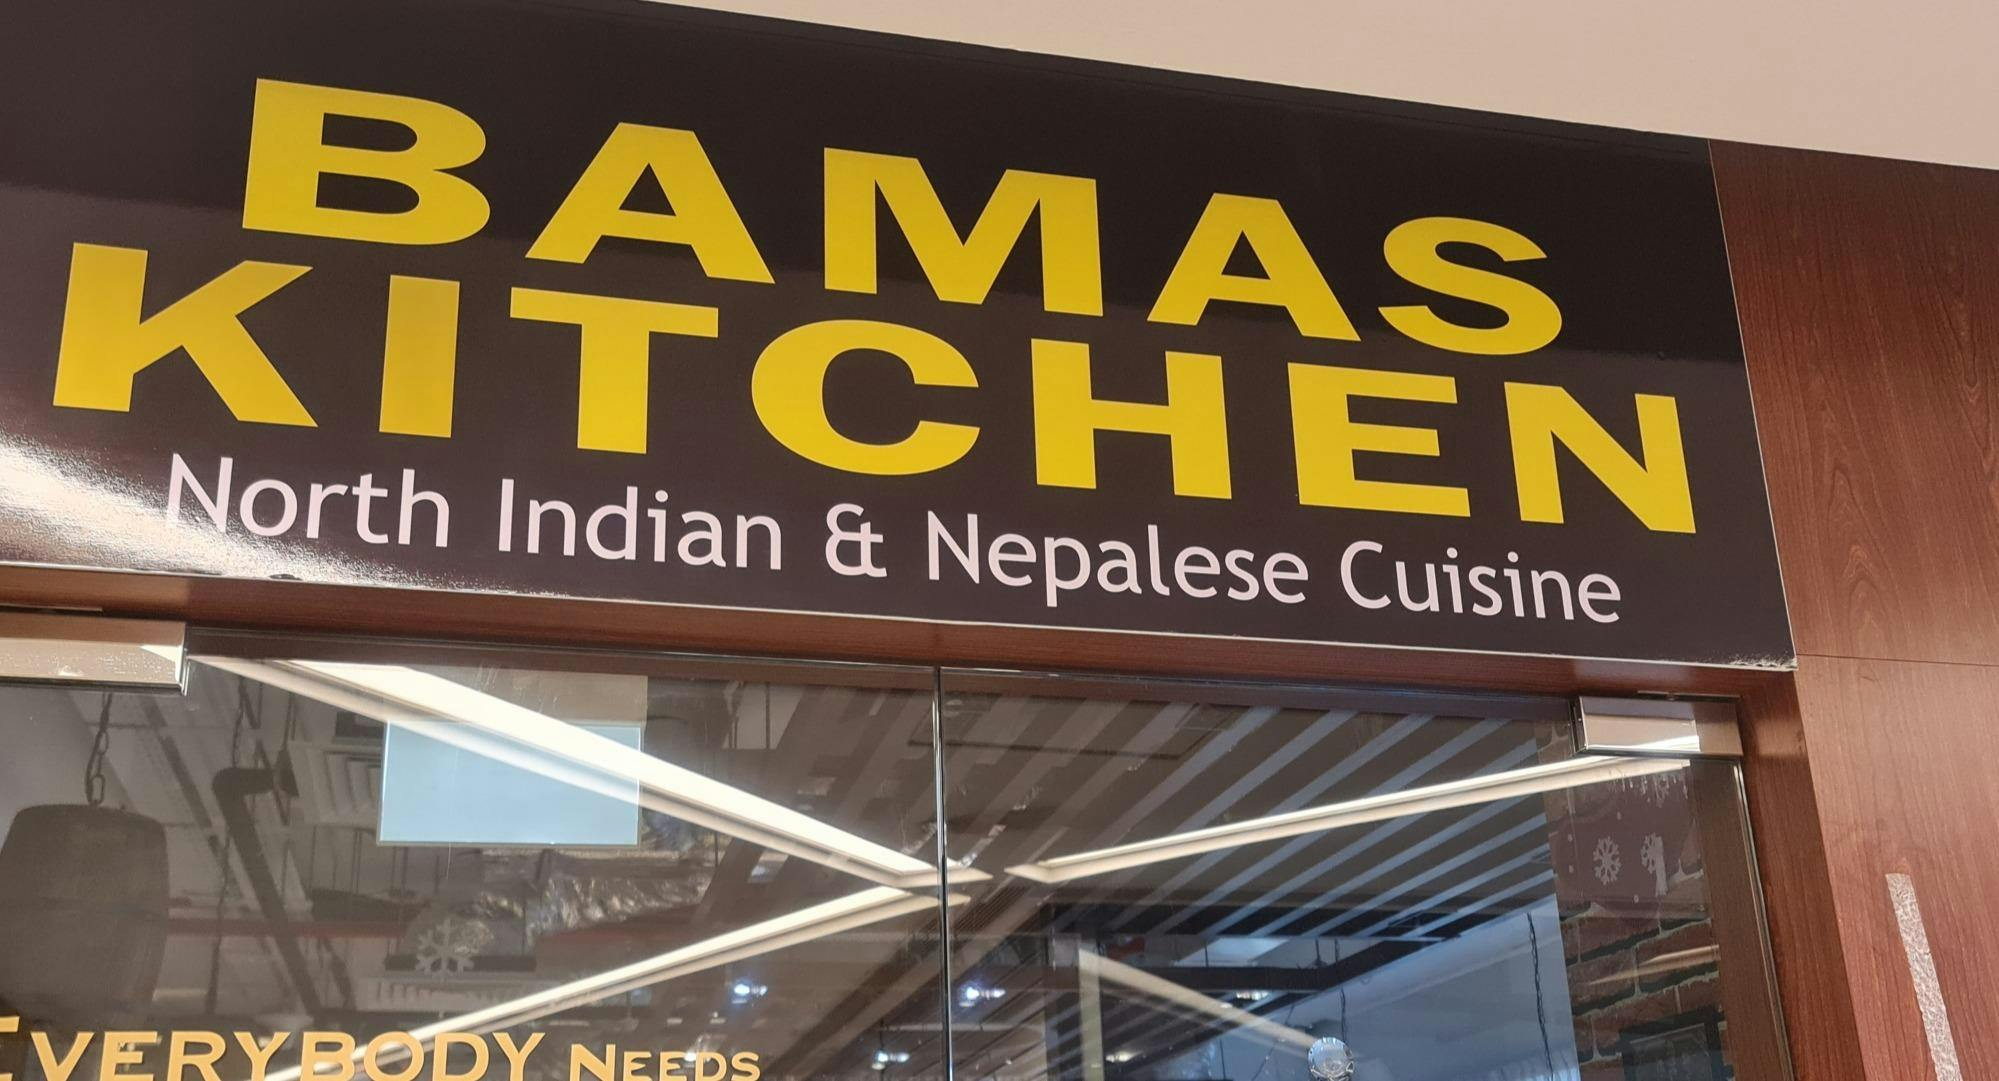 BAMAS
KITCHEN
North Indian & Nepalese Cuisine
EVERYBODY NEEDS